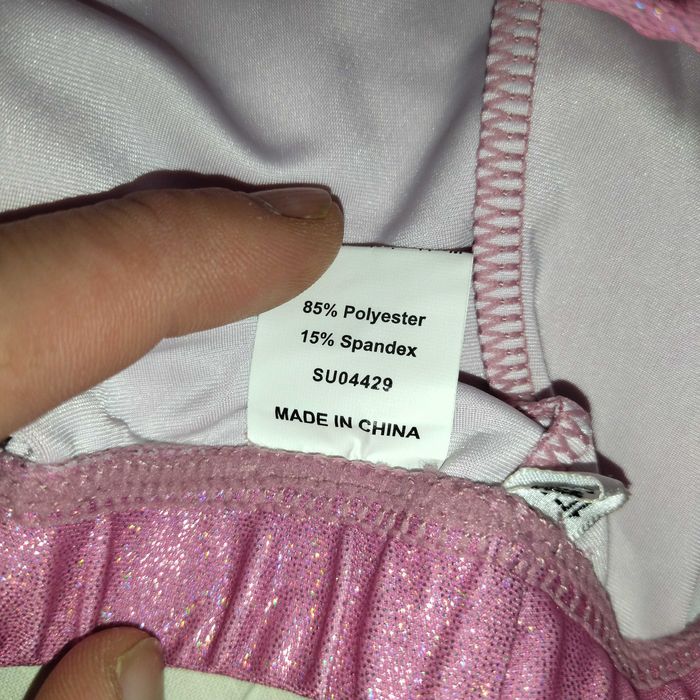 85% Polyester
15% Spandex
SU04429
MADE IN CHINA